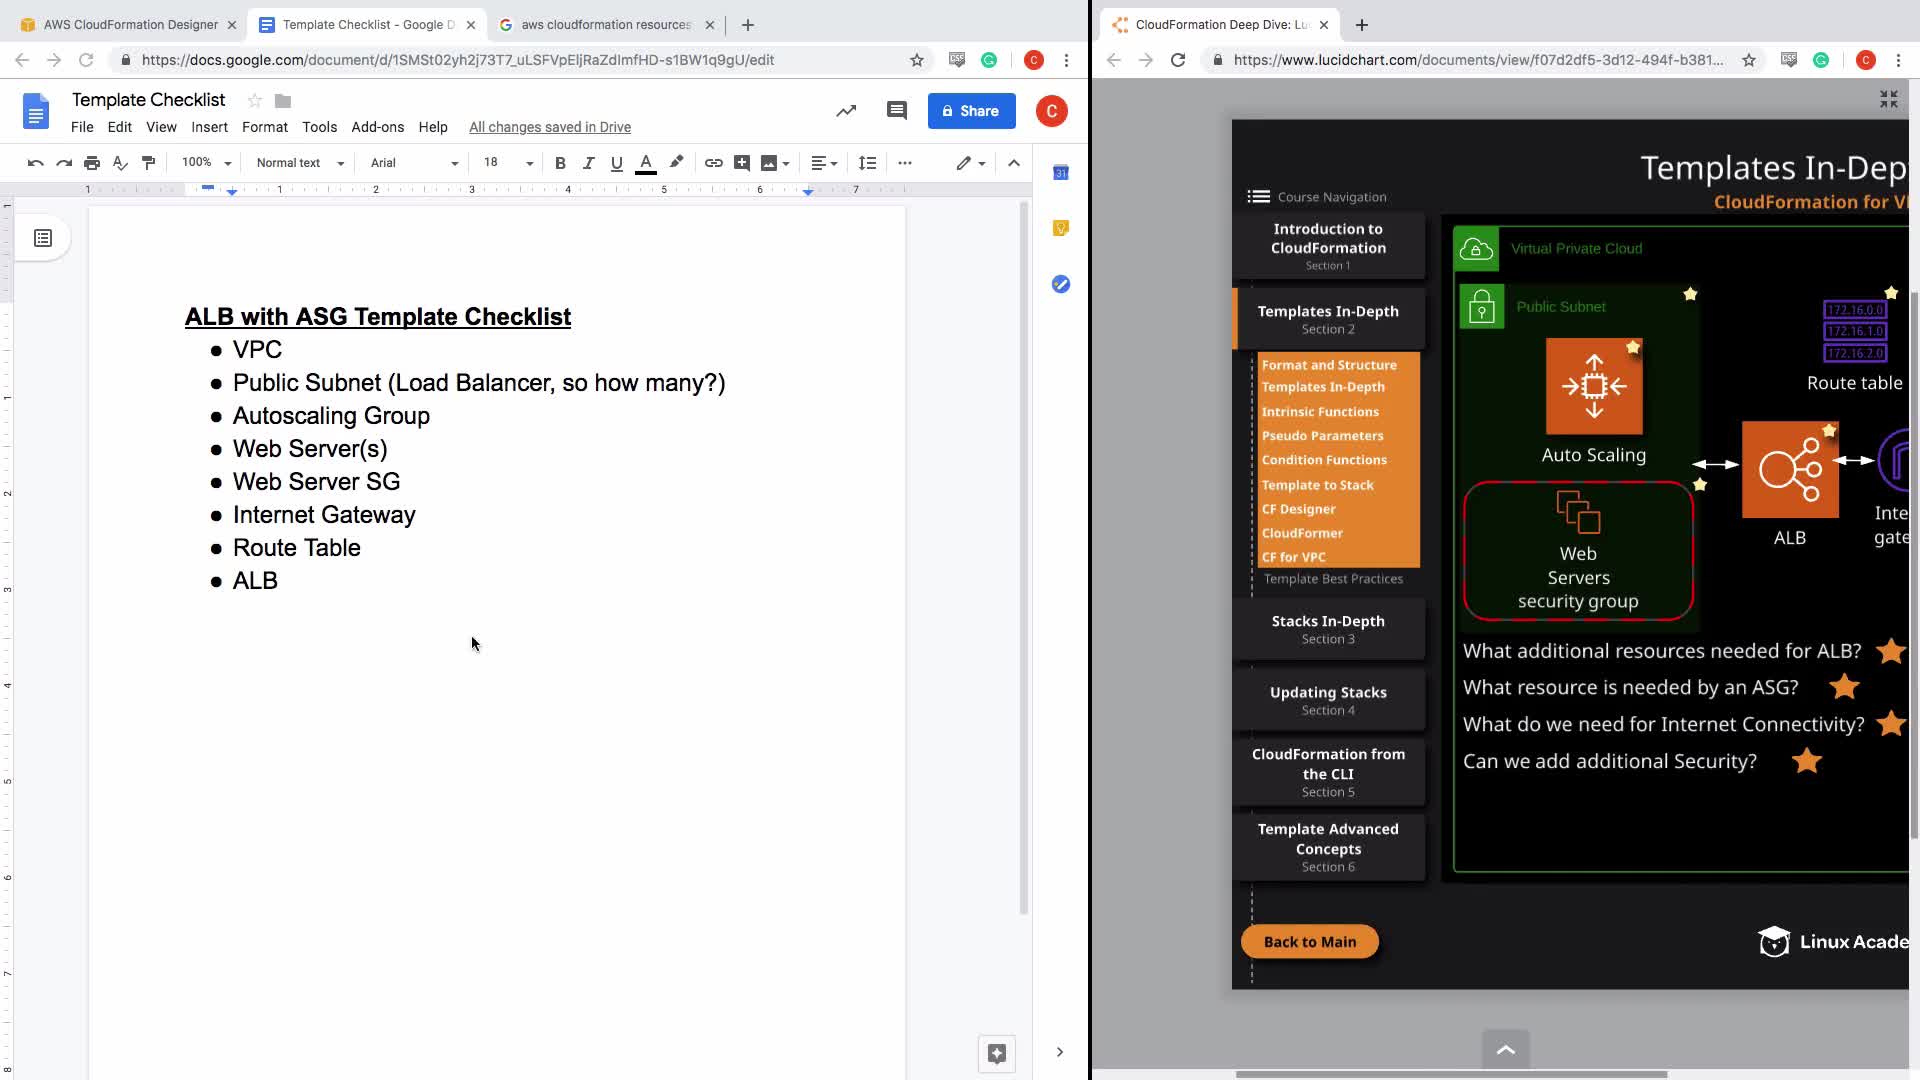 AWS CloudFormation Designer
Template Checklist - Google D
aws cloudformation resources
https://docs.google.com/document/d/1SMSt02yh2j73T7_uLSFVpEljRaZdImfHD-s1BW1q9gU/edit
Template Checklist
File Edit View Insert Format Tools Add-ons Help All changes saved in Drive
Share
C
100% Normal text Arial 18
ALB with ASG Template Checklist
● VPC
● Public Subnet (Load Balancer, so how many?)
● Autoscaling Group
● Web Server(s)
● Web Server SG
● Internet Gateway
● Route Table
● ALB
CloudFormation Deep Dive: Lu
https://www.lucidchart.com/documents/view/f07d2df5-3d12-494f-b381...
Templates In-Dep
CloudFormation for V
Course Navigation
Introduction to
CloudFormation
Section 1
Templates In-Depth
Section 2
Format and Structure
Templates In-Depth
Intrinsic Functions
Pseudo Parameters
Condition Functions
Template to Stack
CF Designer
CloudFormer
CF for VPC
Template Best Practices
Stacks In-Depth
Section 3
Updating Stacks
Section 4
CloudFormation from
the CLI
Section 5
Template Advanced
Concepts
Section 6
Back to Main
Virtual Private Cloud
Public Subnet
172.16.0.0
172.16.1.0
172.16.2.0
Route table
Auto Scaling
ALB
Inte
gate
Web
Servers
security group
What additional resources needed for ALB?
What resource is needed by an ASG?
What do we need for Internet Connectivity?
Can we add additional Security?
Linux Acade